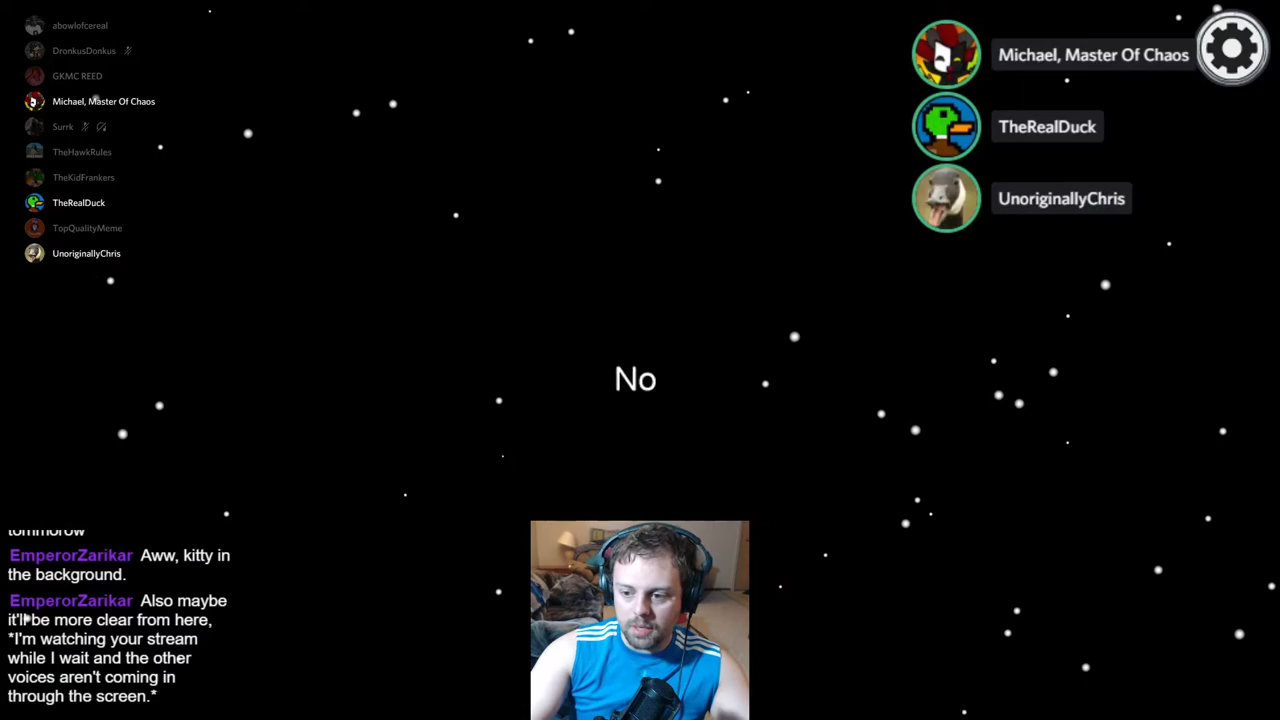 abowlofcereal
DronkusDonkus
GKMC REED
Michael, Master Of Chaos
Surrk
TheHawkRules
TheKidFrankers
TheRealDuck
TopQualityMeme
UnoriginallyChris
Michael, Master Of Chaos
TheRealDuck
UnoriginallyChris
No
tommorow
EmperorZarikar Aww, kitty in
the background.
EmperorZarikar Also maybe
it'll be more clear from here,
*I'm watching your stream
while I wait and the other
voices aren't coming in
through the screen.*